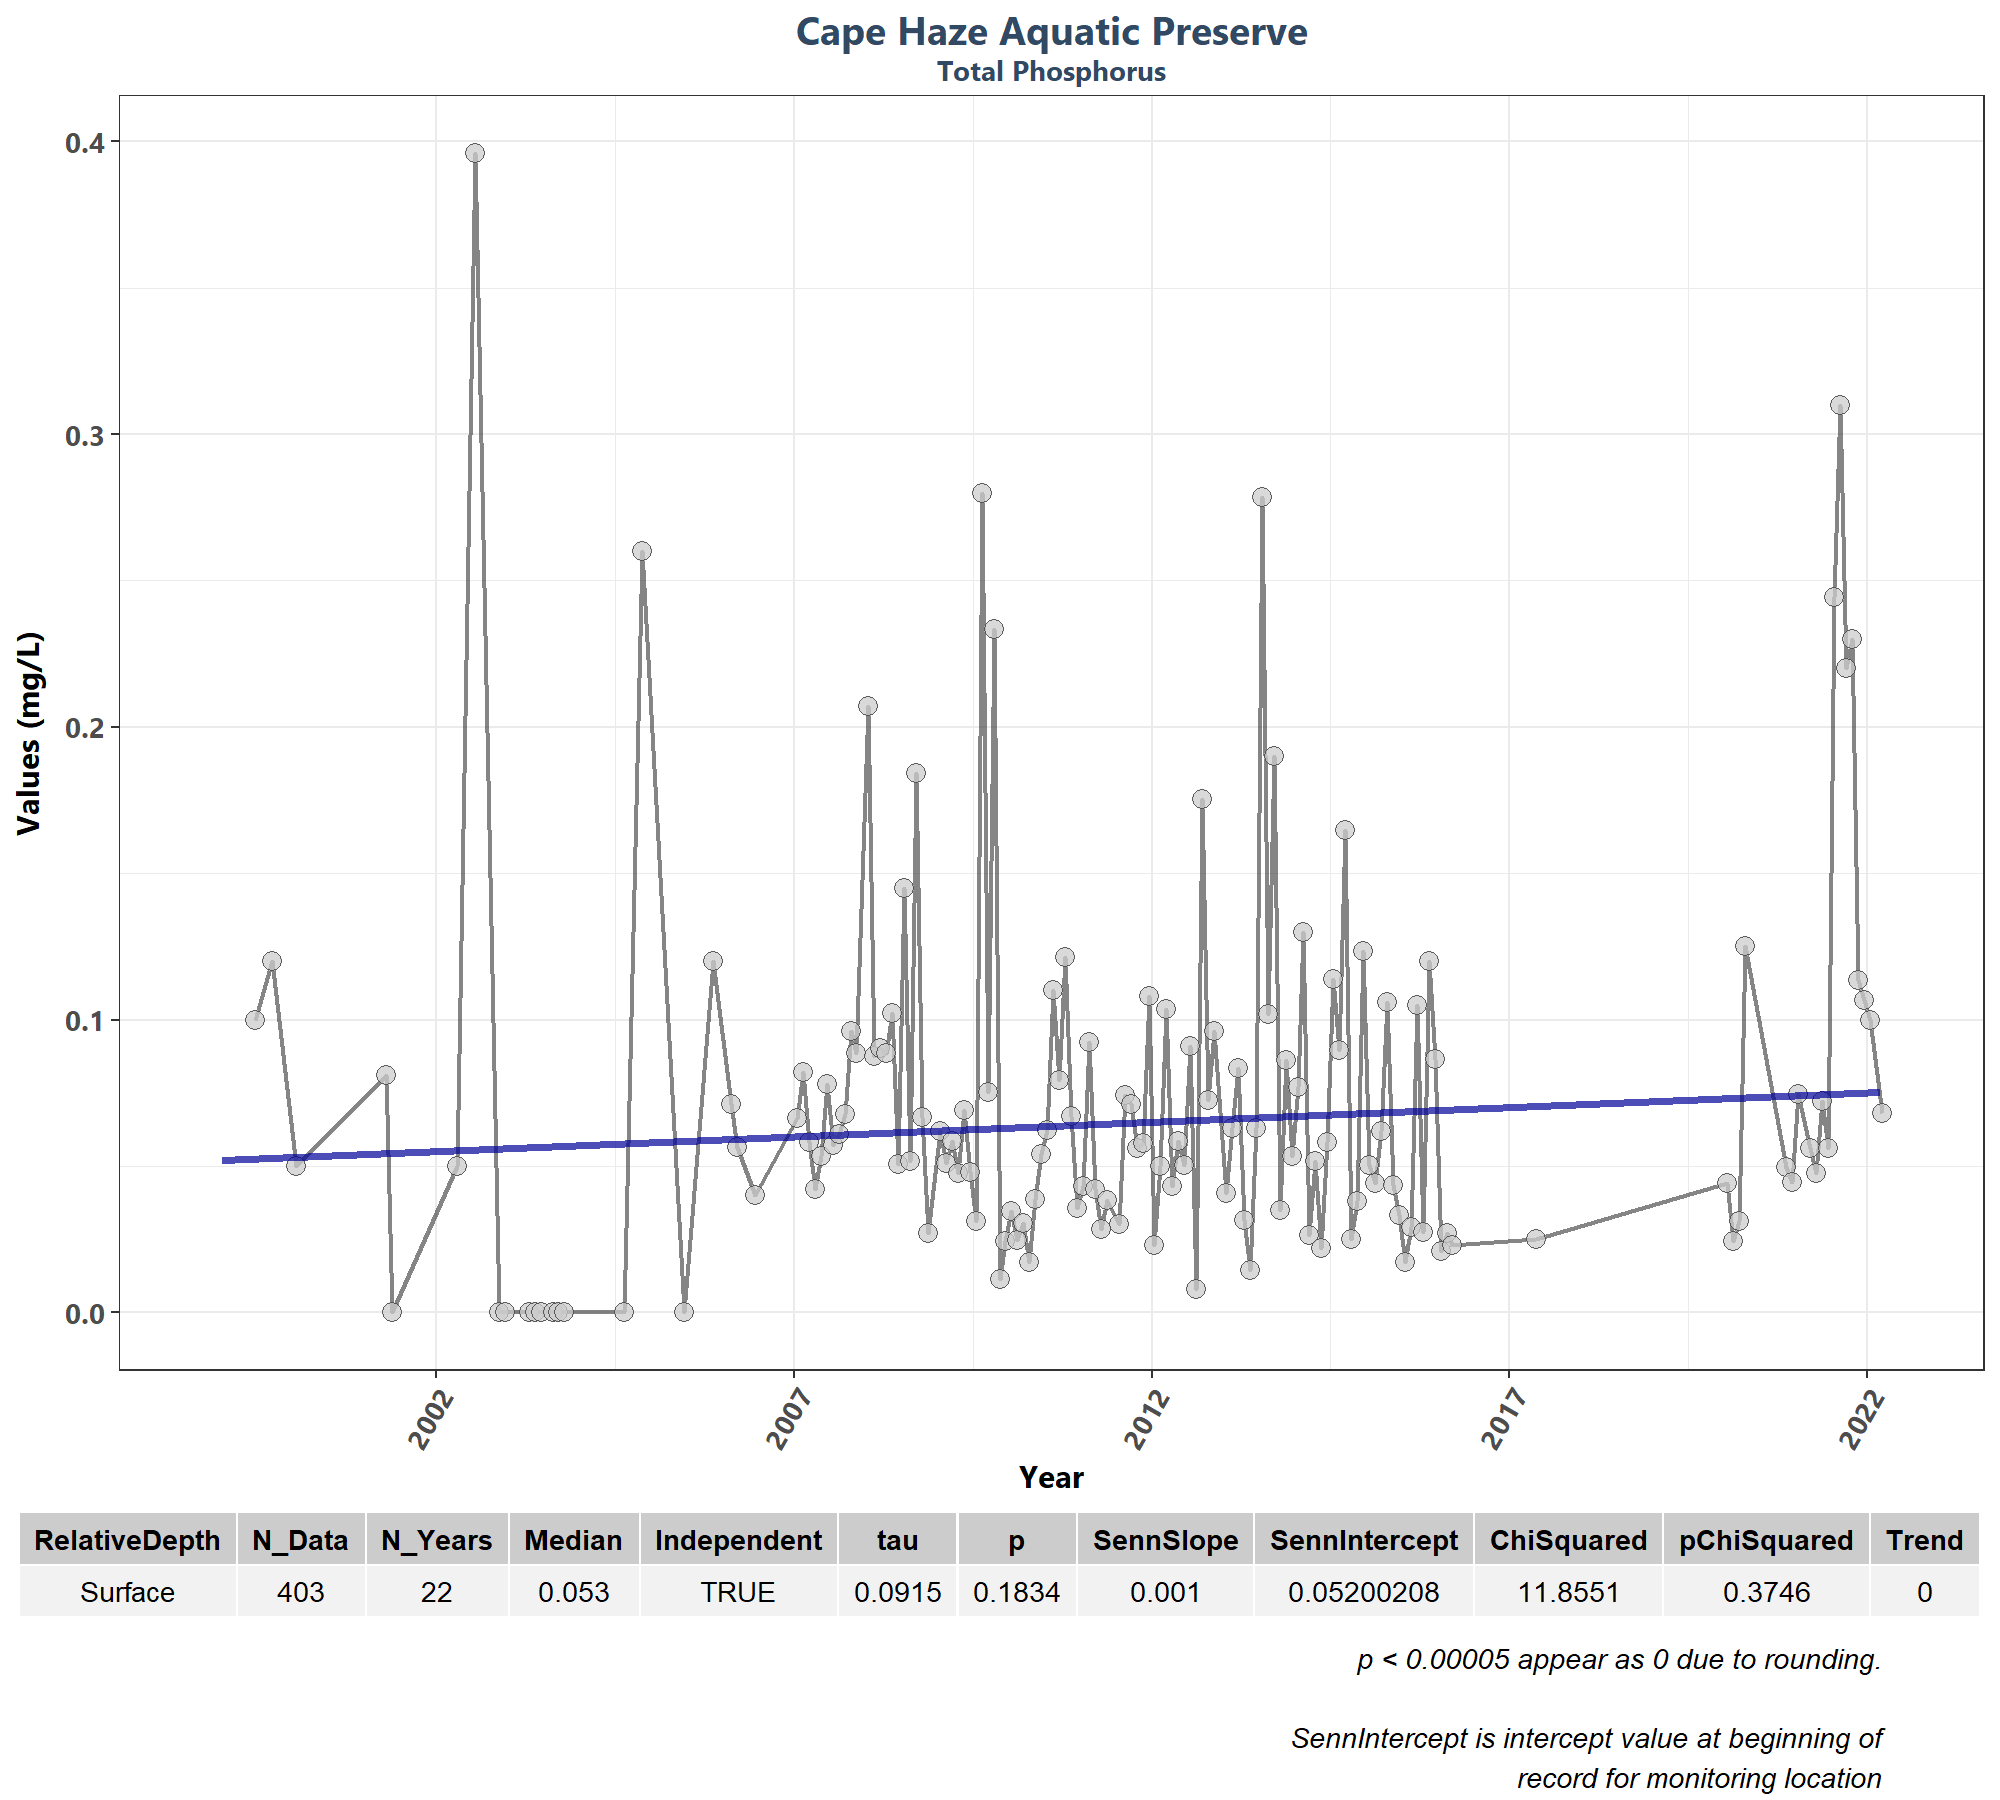 Cape Haze Aquatic Preserve
Total Phosphorus
Values (mg/L)
0.4
0.3
0.2
0.1
0.0
2002 2007 2012 2017 2022
Year
RelativeDepth N_Data N_Years Median Independent tau p SennSlope SennIntercept ChiSquared pChiSquared Trend
Surface 403 22 0.053 TRUE 0.0915 0.1834 0.001 0.05200208 11.8551 0.3746 0
p < 0.00005 appear as 0 due to rounding.
SennIntercept is intercept value at beginning of
record for monitoring location